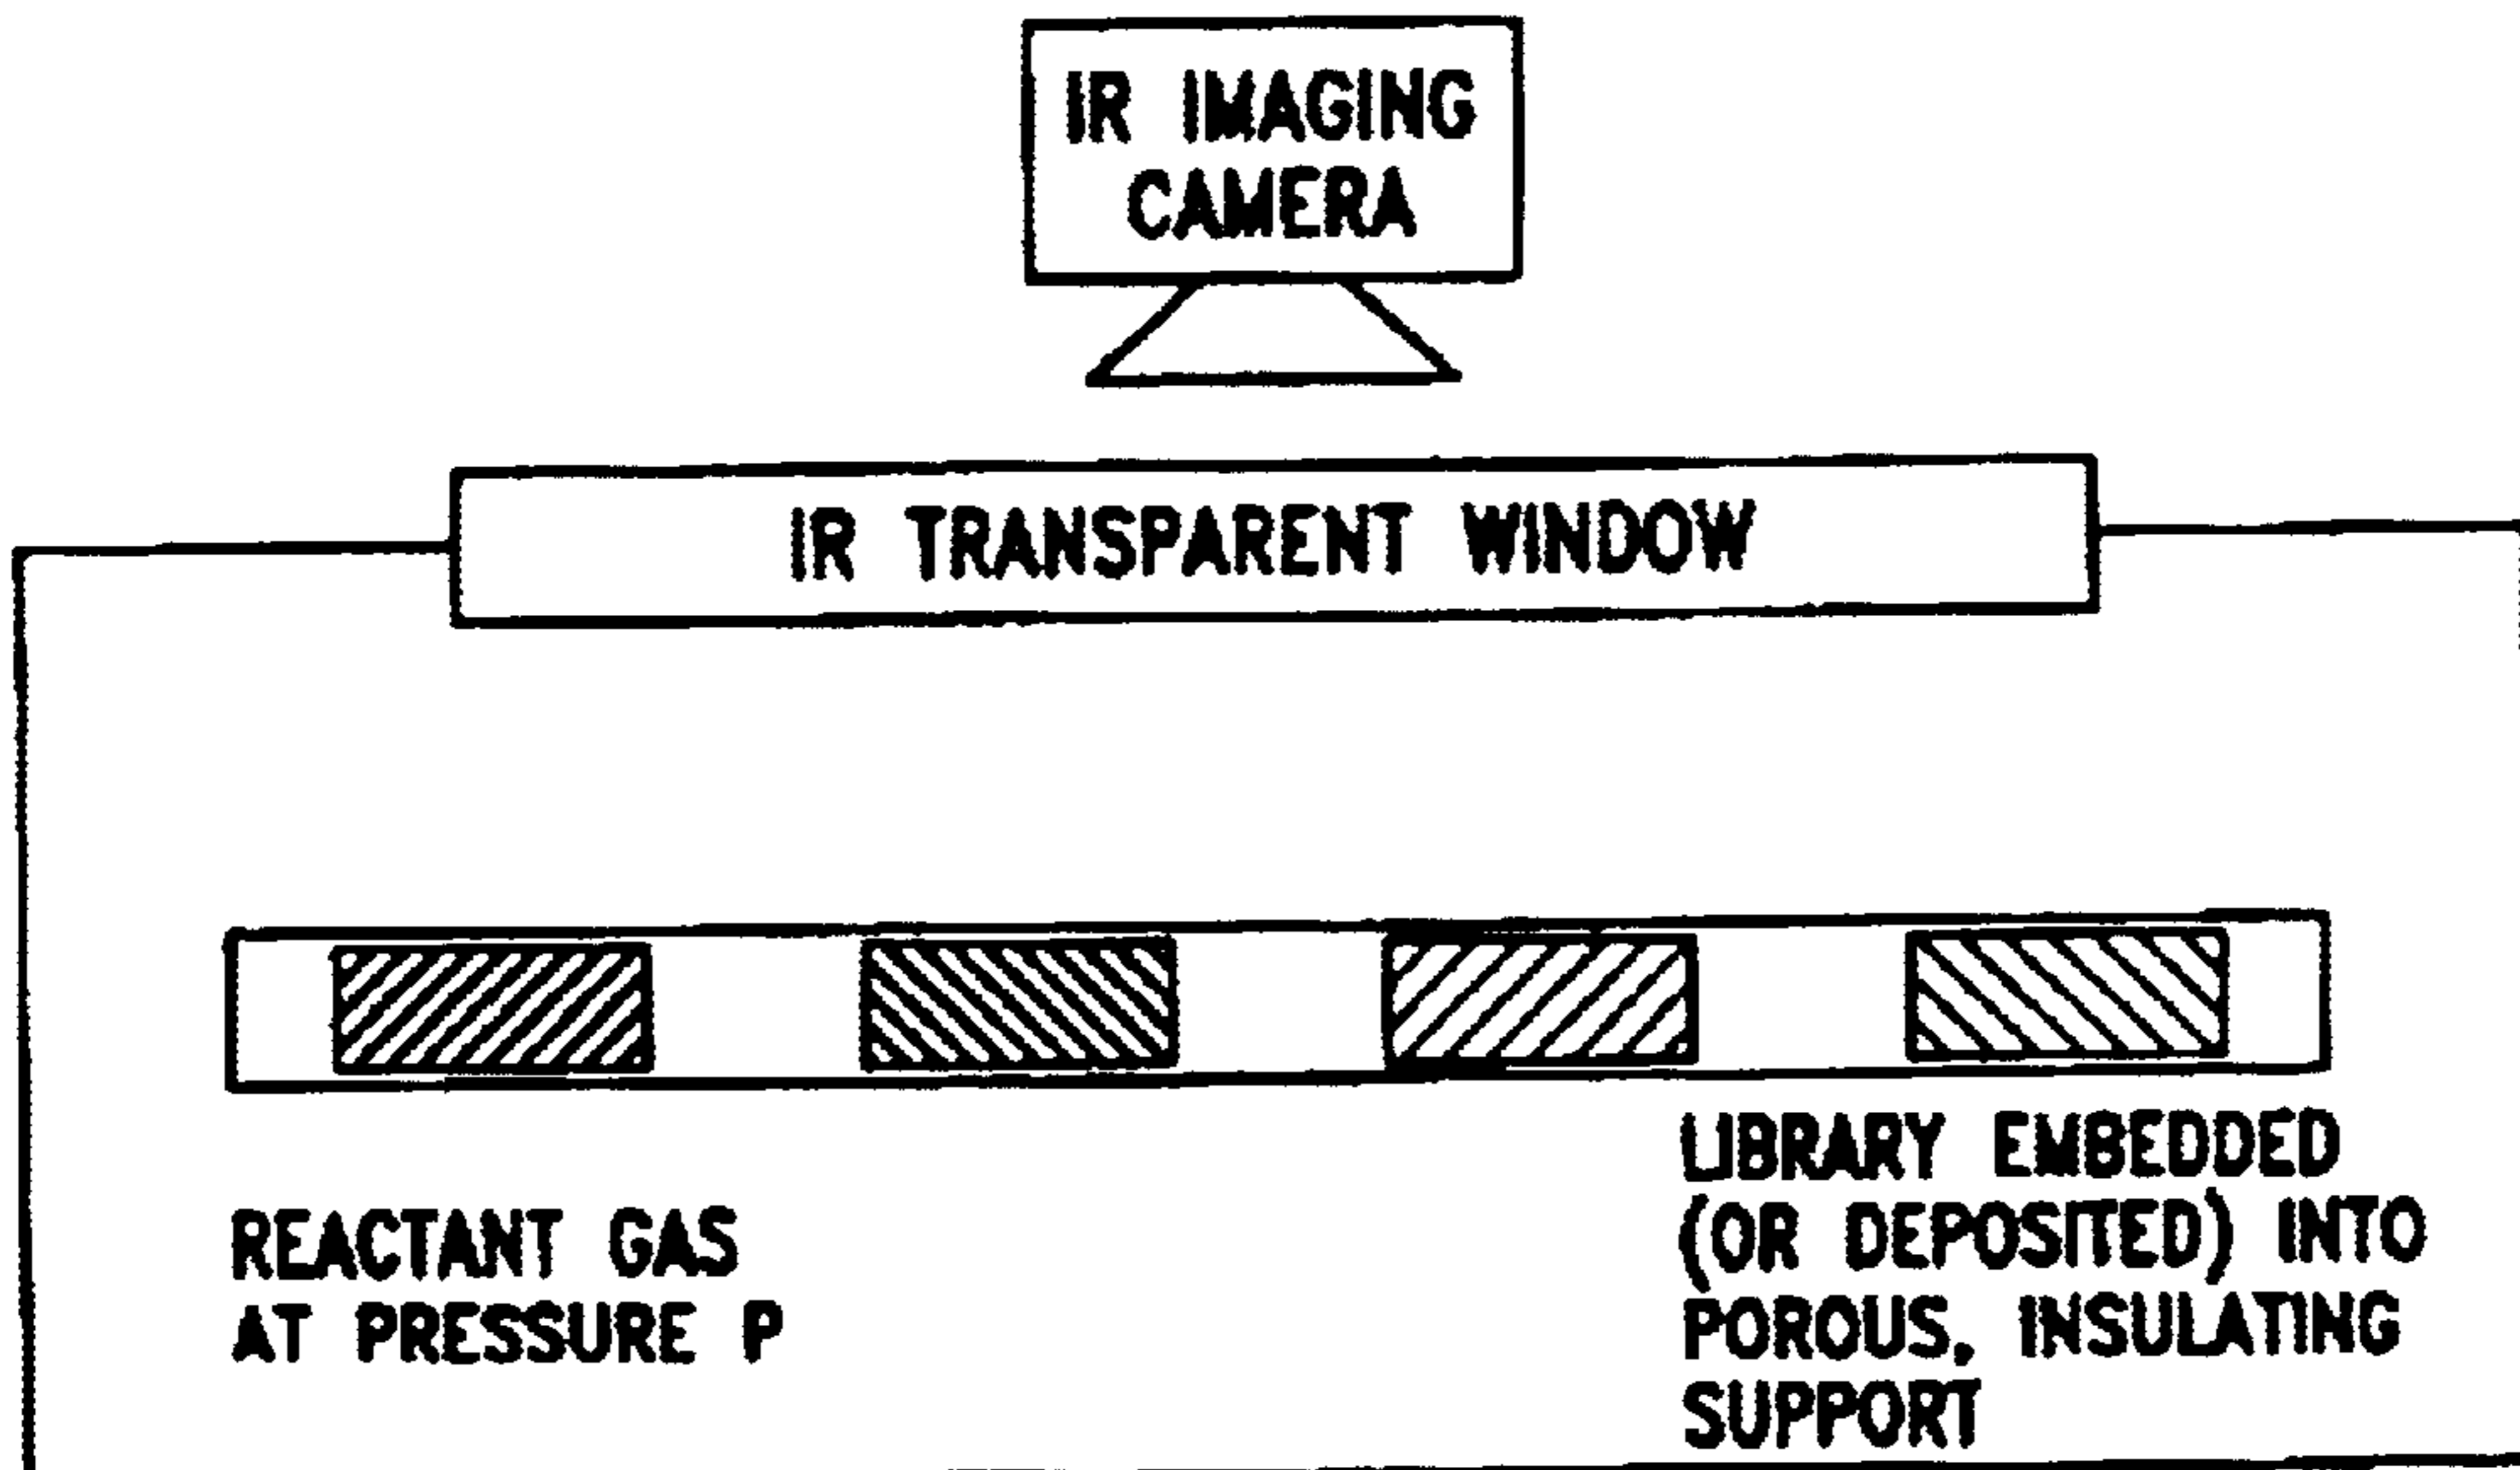 IR IMAGING
CAMERA
IR TRANSPARENT WINDOW
REACTANT GAS
AT PRESSURE P
LIBRARY EMBEDDED
(OR DEPOSITED) INTO
POROUS, INSULATING
SUPPORT